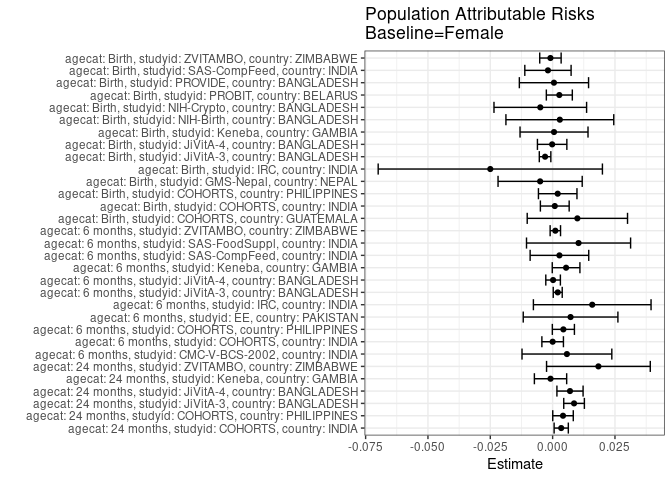 Population Attributable Risks
Baseline=Female
agecat: Birth, studyid: ZVITAMBO, country: ZIMBABWE
agecat: Birth, studyid: SAS-CompFeed, country: INDIA
agecat: Birth, studyid: PROVIDE, country: BANGLADESH
agecat: Birth, studyid: PROBIT, country: BELARUS
agecat: Birth, studyid: NIH-Crypto, country: BANGLADESH
agecat: Birth, studyid: NIH-Birth, country: BANGLADESH
agecat: Birth, studyid: Keneba, country: GAMBIA
agecat: Birth, studyid: JiVitA-4, country: BANGLADESH
agecat: Birth, studyid: JiVitA-3, country: BANGLADESH
agecat: Birth, studyid: IRC, country: INDIA
agecat: Birth, studyid: GMS-Nepal, country: NEPAL
agecat: Birth, studyid: COHORTS, country: PHILIPPINES
agecat: Birth, studyid: COHORTS, country: INDIA
agecat: Birth, studyid: COHORTS, country: GUATEMALA
agecat: 6 months, studyid: ZVITAMBO, country: ZIMBABWE
agecat: 6 months, studyid: SAS-FoodSuppl, country: INDIA
agecat: 6 months, studyid: SAS-CompFeed, country: INDIA
agecat: 6 months, studyid: Keneba, country: GAMBIA
agecat: 6 months, studyid: JiVitA-4, country: BANGLADESH
agecat: 6 months, studyid: JiVitA-3, country: BANGLADESH
agecat: 6 months, studyid: IRC, country: INDIA
agecat: 6 months, studyid: EE, country: PAKISTAN
agecat: 6 months, studyid: COHORTS, country: PHILIPPINES
agecat: 6 months, studyid: COHORTS, country: INDIA
agecat: 6 months, studyid: CMC-V-BCS-2002, country: INDIA
agecat: 24 months, studyid: ZVITAMBO, country: ZIMBABWE
agecat: 24 months, studyid: Keneba, country: GAMBIA
agecat: 24 months, studyid: JiVitA-4, country: BANGLADESH
agecat: 24 months, studyid: JiVitA-3, country: BANGLADESH
agecat: 24 months, studyid: COHORTS, country: PHILIPPINES
agecat: 24 months, studyid: COHORTS, country: INDIA
-0.075 -0.050 -0.025 0.000 0.025
Estimate